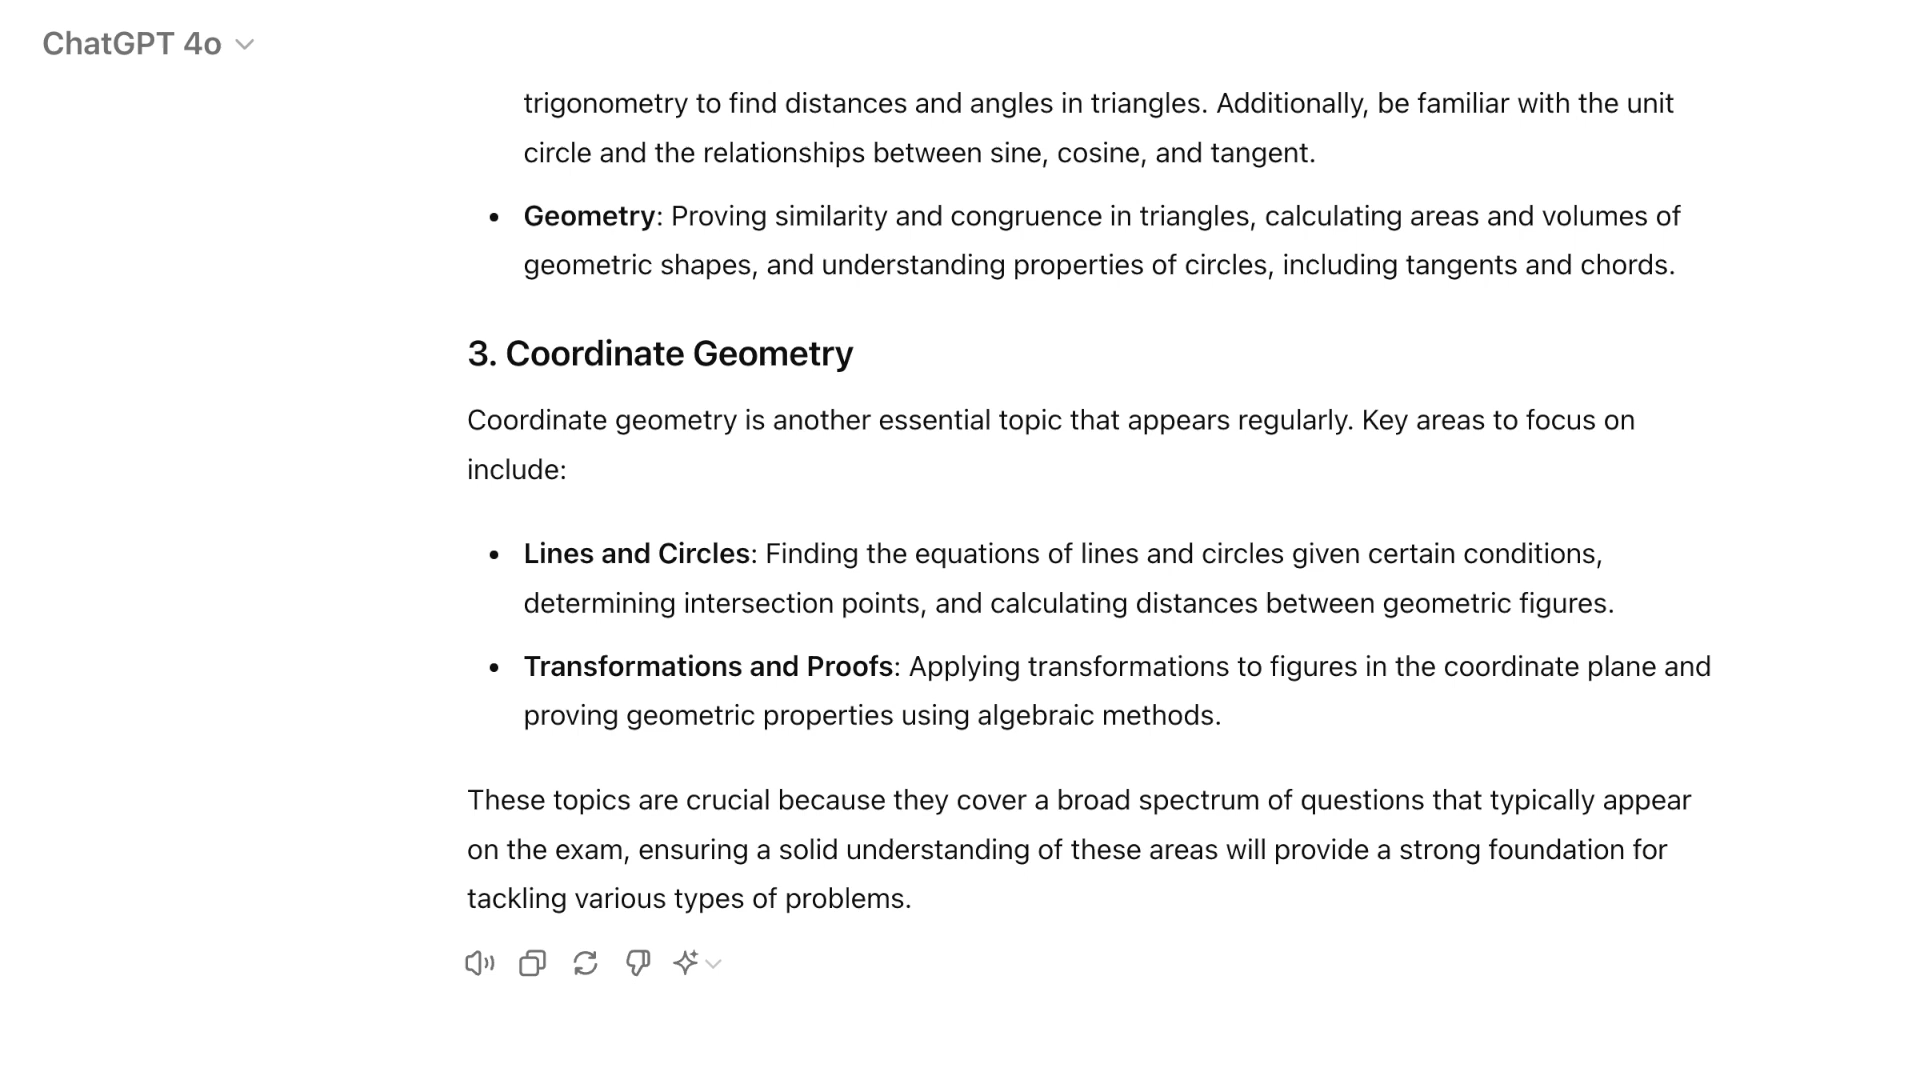 ChatGPT 4o
trigonometry to find distances and angles in triangles. Additionally, be familiar with the unit
circle and the relationships between sine, cosine, and tangent.
• Geometry: Proving similarity and congruence in triangles, calculating areas and volumes of
geometric shapes, and understanding properties of circles, including tangents and chords.
3. Coordinate Geometry
Coordinate geometry is another essential topic that appears regularly. Key areas to focus on
include:
• Lines and Circles: Finding the equations of lines and circles given certain conditions,
determining intersection points, and calculating distances between geometric figures.
• Transformations and Proofs: Applying transformations to figures in the coordinate plane and
proving geometric properties using algebraic methods.
These topics are crucial because they cover a broad spectrum of questions that typically appear
on the exam, ensuring a solid understanding of these areas will provide a strong foundation for
tackling various types of problems.